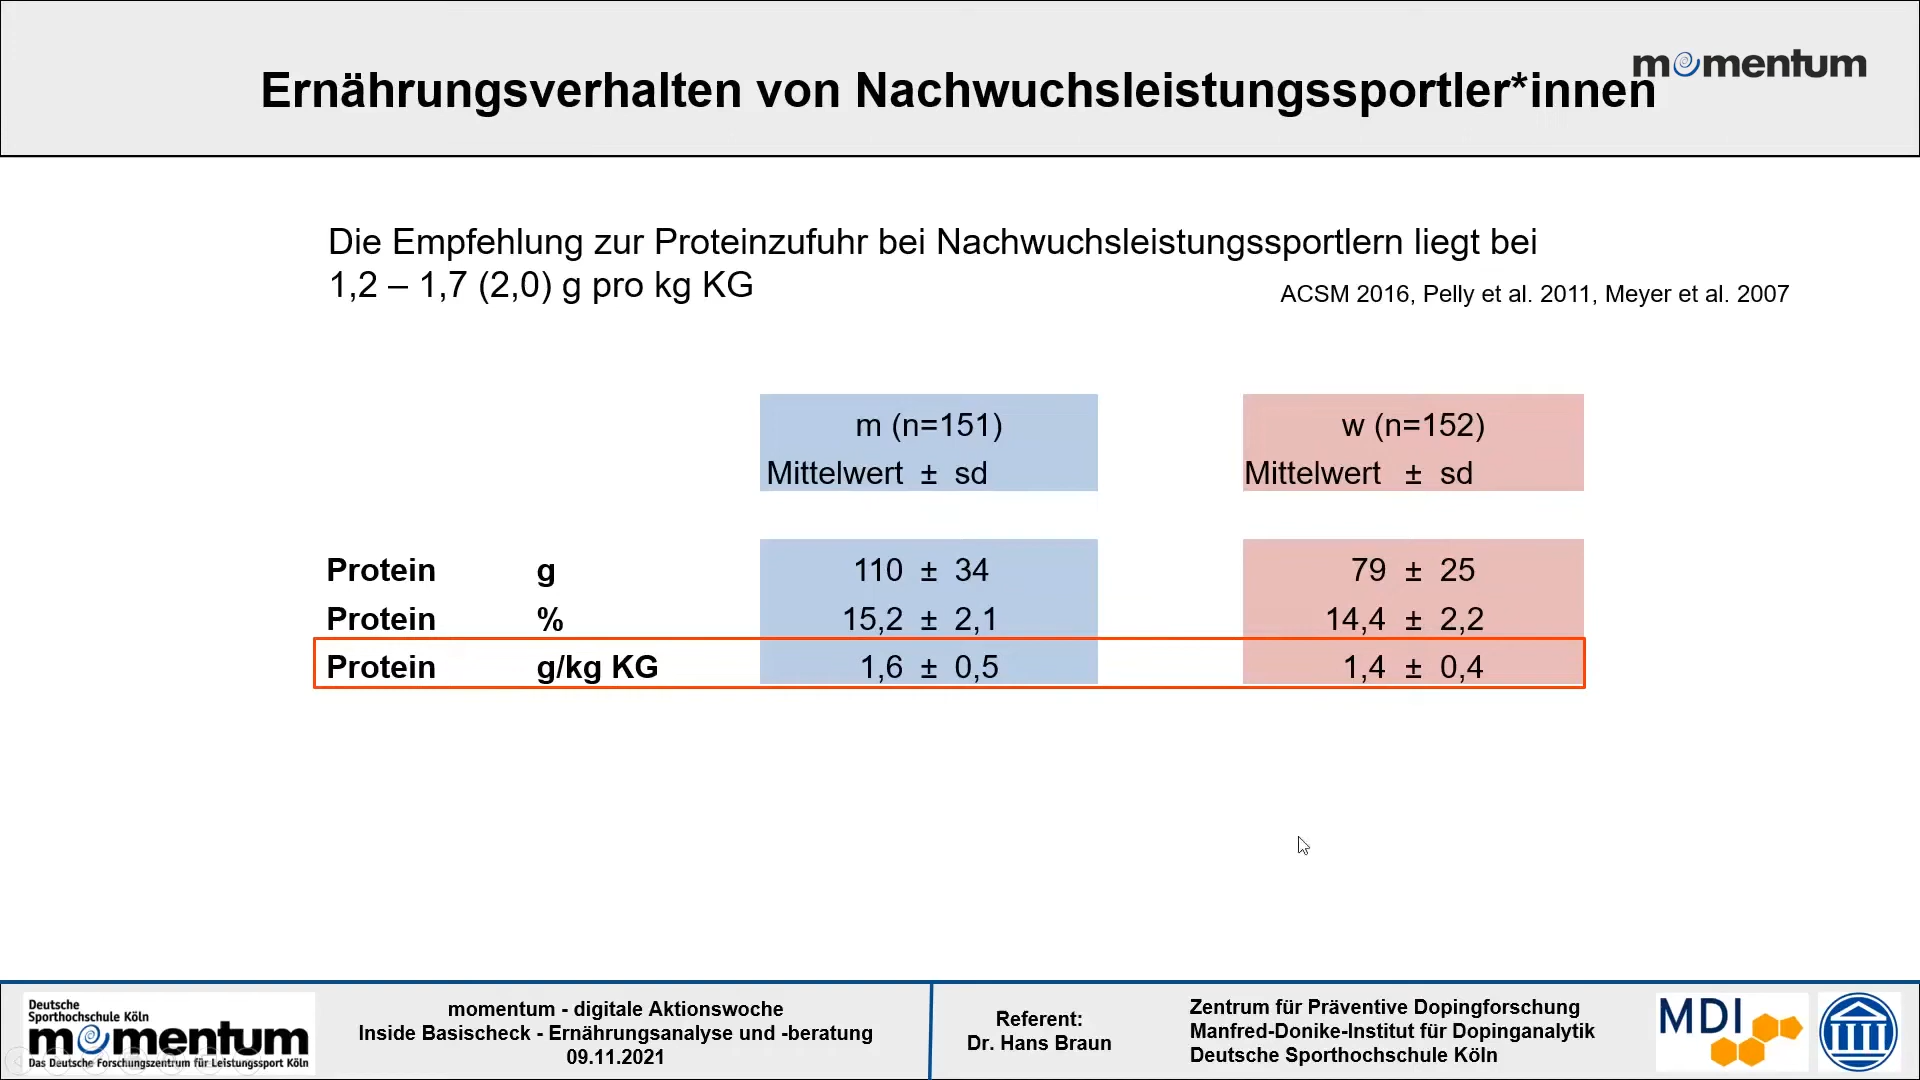 Ernährungsverhalten von Nachwuchsleistungssportler*innen
momentum
Die Empfehlung zur Proteinzufuhr bei Nachwuchsleistungssportlern liegt bei
1,2 – 1,7 (2,0) g pro kg KG
ACSM 2016, Pelly et al. 2011, Meyer et al. 2007
m (n=151) w (n=152)
Mittelwert ± sd Mittelwert ± sd
Protein g 110 ± 34 79 ± 25
Protein % 15,2 ± 2,1 14,4 ± 2,2
Protein g/kg KG 1,6 ± 0,5 1,4 ± 0,4
Deutsche
Sporthochschule Köln
momentum
Das Deutsche Forschungszentrum für Leistungssport Köln
momentum - digitale Aktionswoche
Inside Basischeck - Ernährungsanalyse und -beratung
09.11.2021
Referent:
Dr. Hans Braun
Zentrum für Präventive Dopingforschung
Manfred-Donike-Institut für Dopinganalytik
Deutsche Sporthochschule Köln
MDI